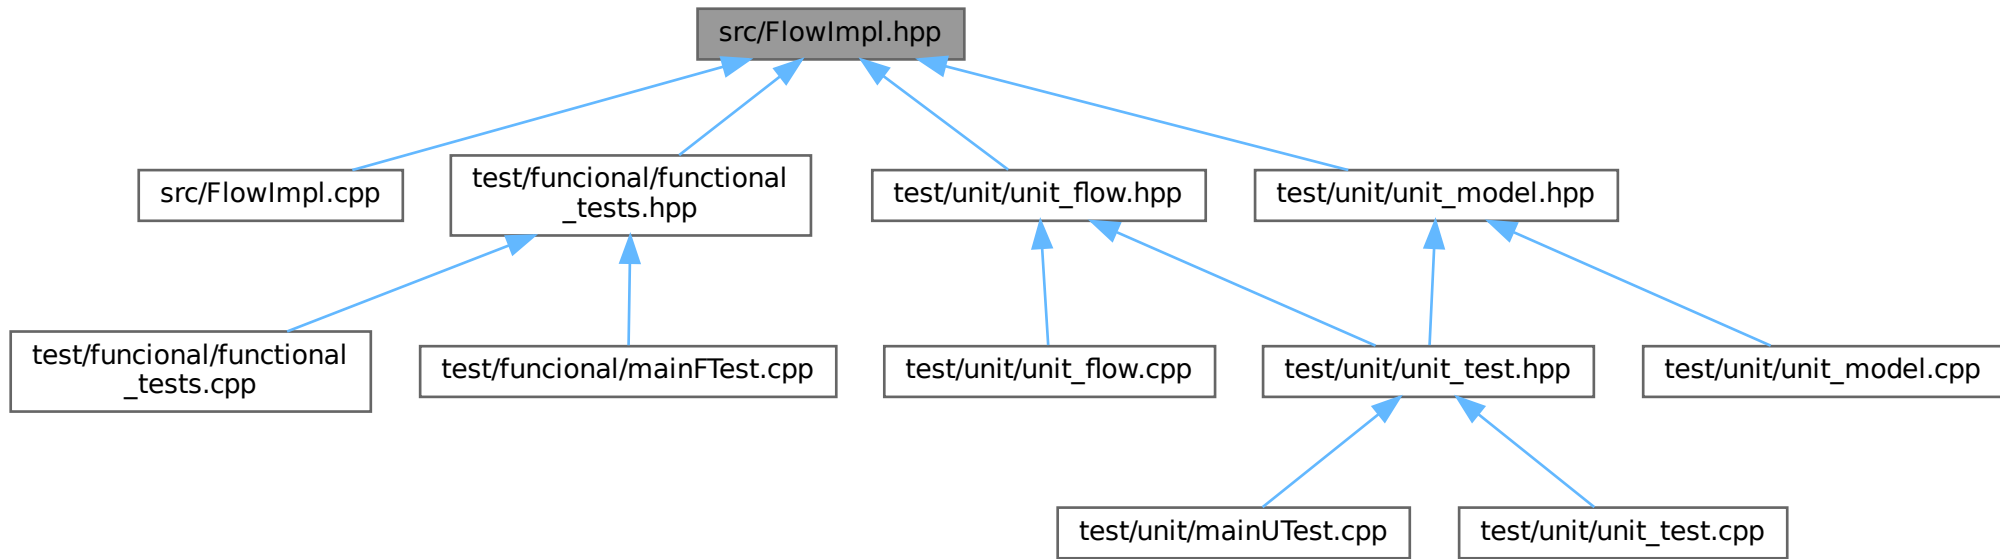 src/FlowImpl.hpp
src/FlowImpl.cpp
test/funcional/functional
_tests.hpp
test/unit/unit_flow.hpp
test/unit/unit_model.hpp
test/funcional/functional
_tests.cpp
test/funcional/mainFTest.cpp
test/unit/unit_flow.cpp
test/unit/unit_test.hpp
test/unit/unit_model.cpp
test/unit/mainUTest.cpp
test/unit/unit_test.cpp